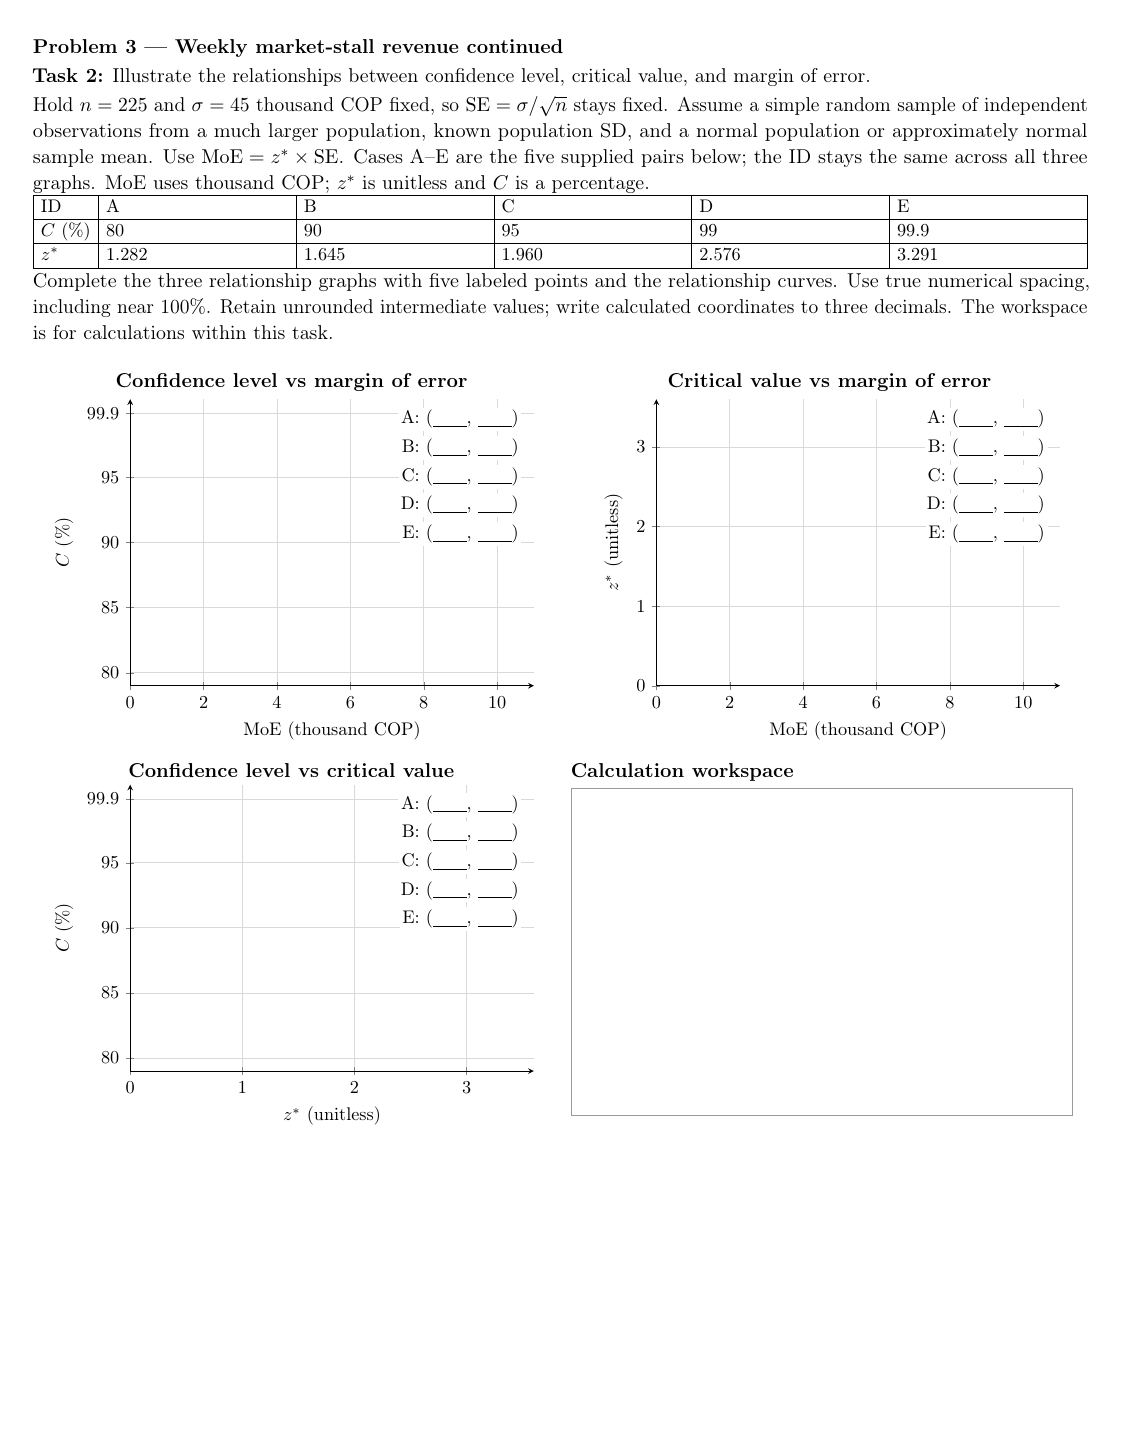 Problem 3 — Weekly market-stall revenue continued
Task 2: Illustrate the relationships between confidence level, critical value, and margin of error.
Hold n = 225 and σ = 45 thousand COP fixed, so SE = σ/√n stays fixed. Assume a simple random sample of independent
observations from a much larger population, known population SD, and a normal population or approximately normal
sample mean. Use MoE = z* × SE. Cases A–E are the five supplied pairs below; the ID stays the same across all three
graphs. MoE uses thousand COP; z* is unitless and C is a percentage.
ID A B C D E
C (%) 80 90 95 99 99.9
z* 1.282 1.645 1.960 2.576 3.291
Complete the three relationship graphs with five labeled points and the relationship curves. Use true numerical spacing,
including near 100%. Retain unrounded intermediate values; write calculated coordinates to three decimals. The workspace
is for calculations within this task.
Confidence level vs margin of error
99.9
95
90
85
80
C (%)
A: (____, ____)
B: (____, ____)
C: (____, ____)
D: (____, ____)
E: (____, ____)
0 2 4 6 8 10
MoE (thousand COP)
Critical value vs margin of error
3
2
1
0
z* (unitless)
A: (____, ____)
B: (____, ____)
C: (____, ____)
D: (____, ____)
E: (____, ____)
0 2 4 6 8 10
MoE (thousand COP)
Confidence level vs critical value
99.9
95
90
85
80
C (%)
A: (____, ____)
B: (____, ____)
C: (____, ____)
D: (____, ____)
E: (____, ____)
0 1 2 3
z* (unitless)
Calculation workspace